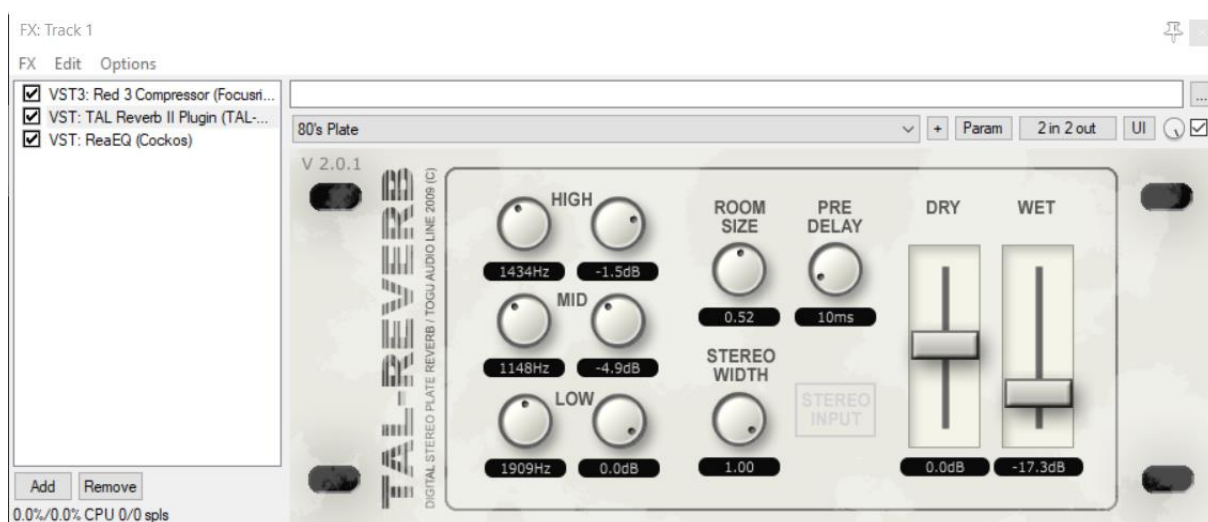 FX: Track 1
FX Edit Options
VST3: Red 3 Compressor (Focusri...
VST: TAL Reverb II Plugin (TAL-...
VST: ReaEQ (Cockos)
Add Remove
0.0%/0.0% CPU 0/0 spls
...
80's Plate + Param 2 in 2 out UI
V 2.0.1
TAL-REVERB
DIGITAL STEREO PLATE REVERB / TOGU AUDIO LINE 2009 (C)
HIGH
1434Hz -1.5dB
MID
1148Hz -4.9dB
LOW
1909Hz 0.0dB
ROOM
SIZE
0.52
PRE
DELAY
10ms
STEREO
WIDTH
1.00
STEREO
INPUT
DRY
0.0dB
WET
-17.3dB